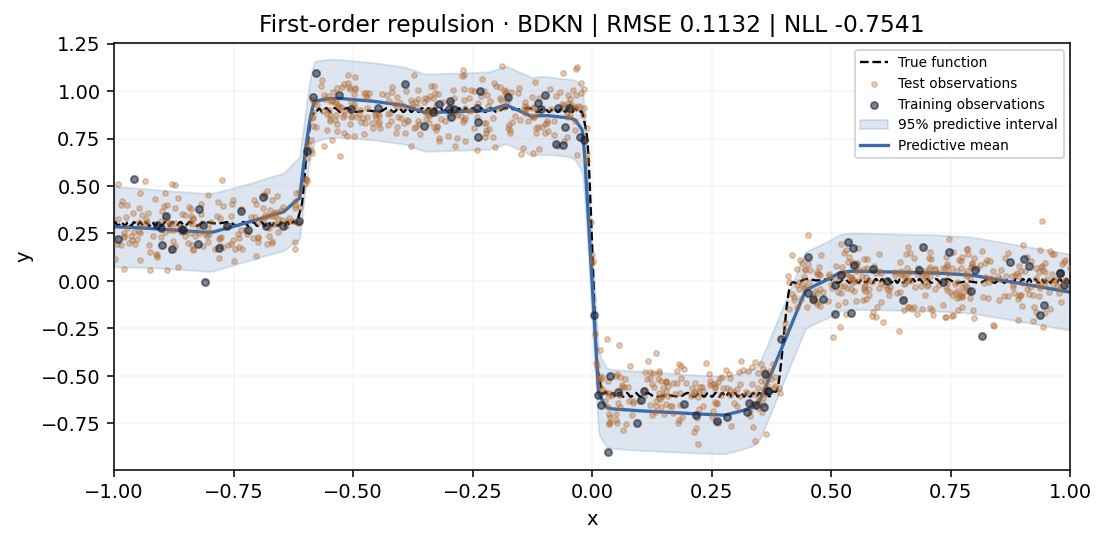 First-order repulsion · BDKN | RMSE 0.1132 | NLL -0.7541
True function
Test observations
Training observations
95% predictive interval
Predictive mean
1.25
1.00
0.75
0.50
0.25
0.00
−0.25
−0.50
−0.75
y
−1.00 −0.75 −0.50 −0.25 0.00 0.25 0.50 0.75 1.00
x